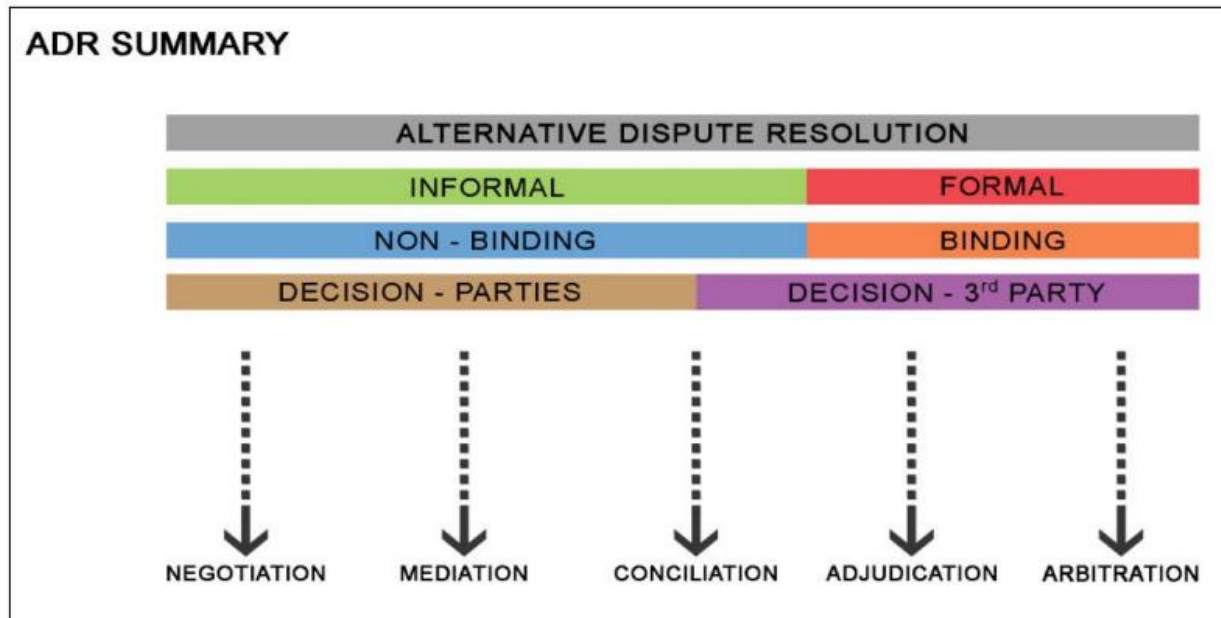 ADR SUMMARY
ALTERNATIVE DISPUTE RESOLUTION
INFORMAL FORMAL
NON - BINDING BINDING
DECISION - PARTIES DECISION - 3rd PARTY
NEGOTIATION MEDIATION CONCILIATION ADJUDICATION ARBITRATION